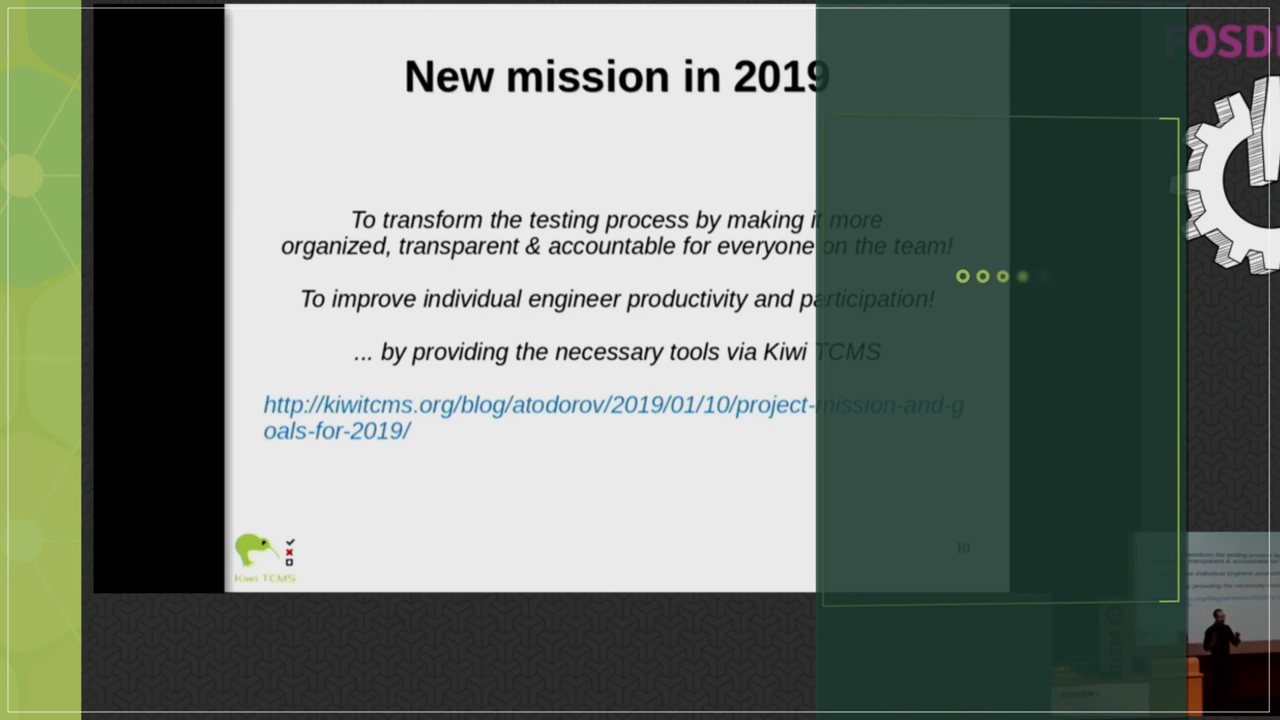 New mission in 2019
FOSD
To transform the testing process by making it more
organized, transparent & accountable for everyone on the team!
To improve individual engineer productivity and participation!
... by providing the necessary tools via Kiwi TCMS
http://kiwitcms.org/blog/atodorov/2019/01/10/project-mission-and-g
oals-for-2019/
Kiwi TCMS
10